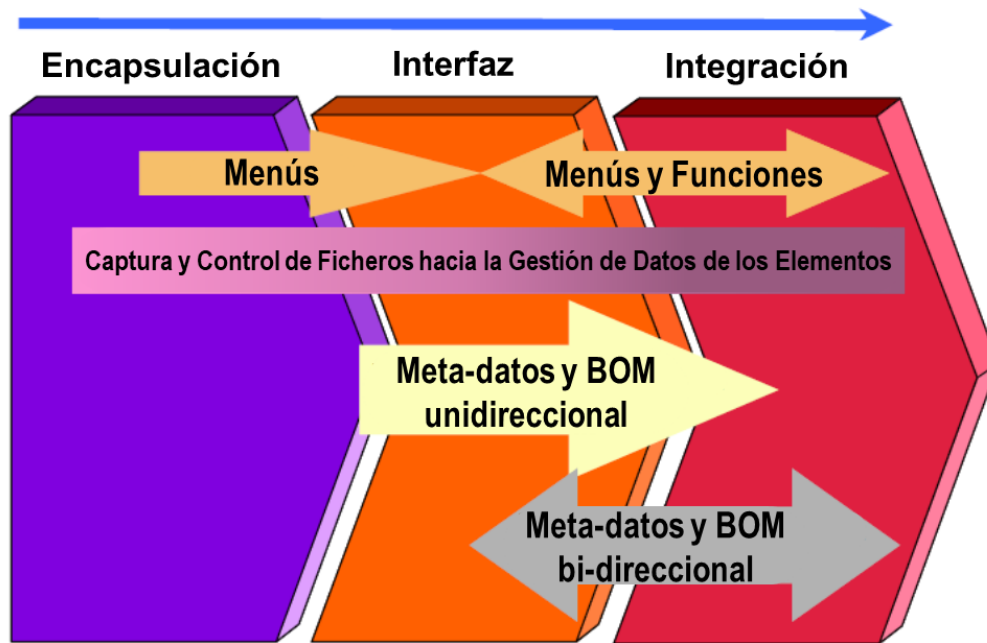 Encapsulación
Interfaz
Integración
Menús
Menús y Funciones
Captura y Control de Ficheros hacia la Gestión de Datos de los Elementos
Meta-datos y BOM
unidireccional
Meta-datos y BOM
bi-direccional